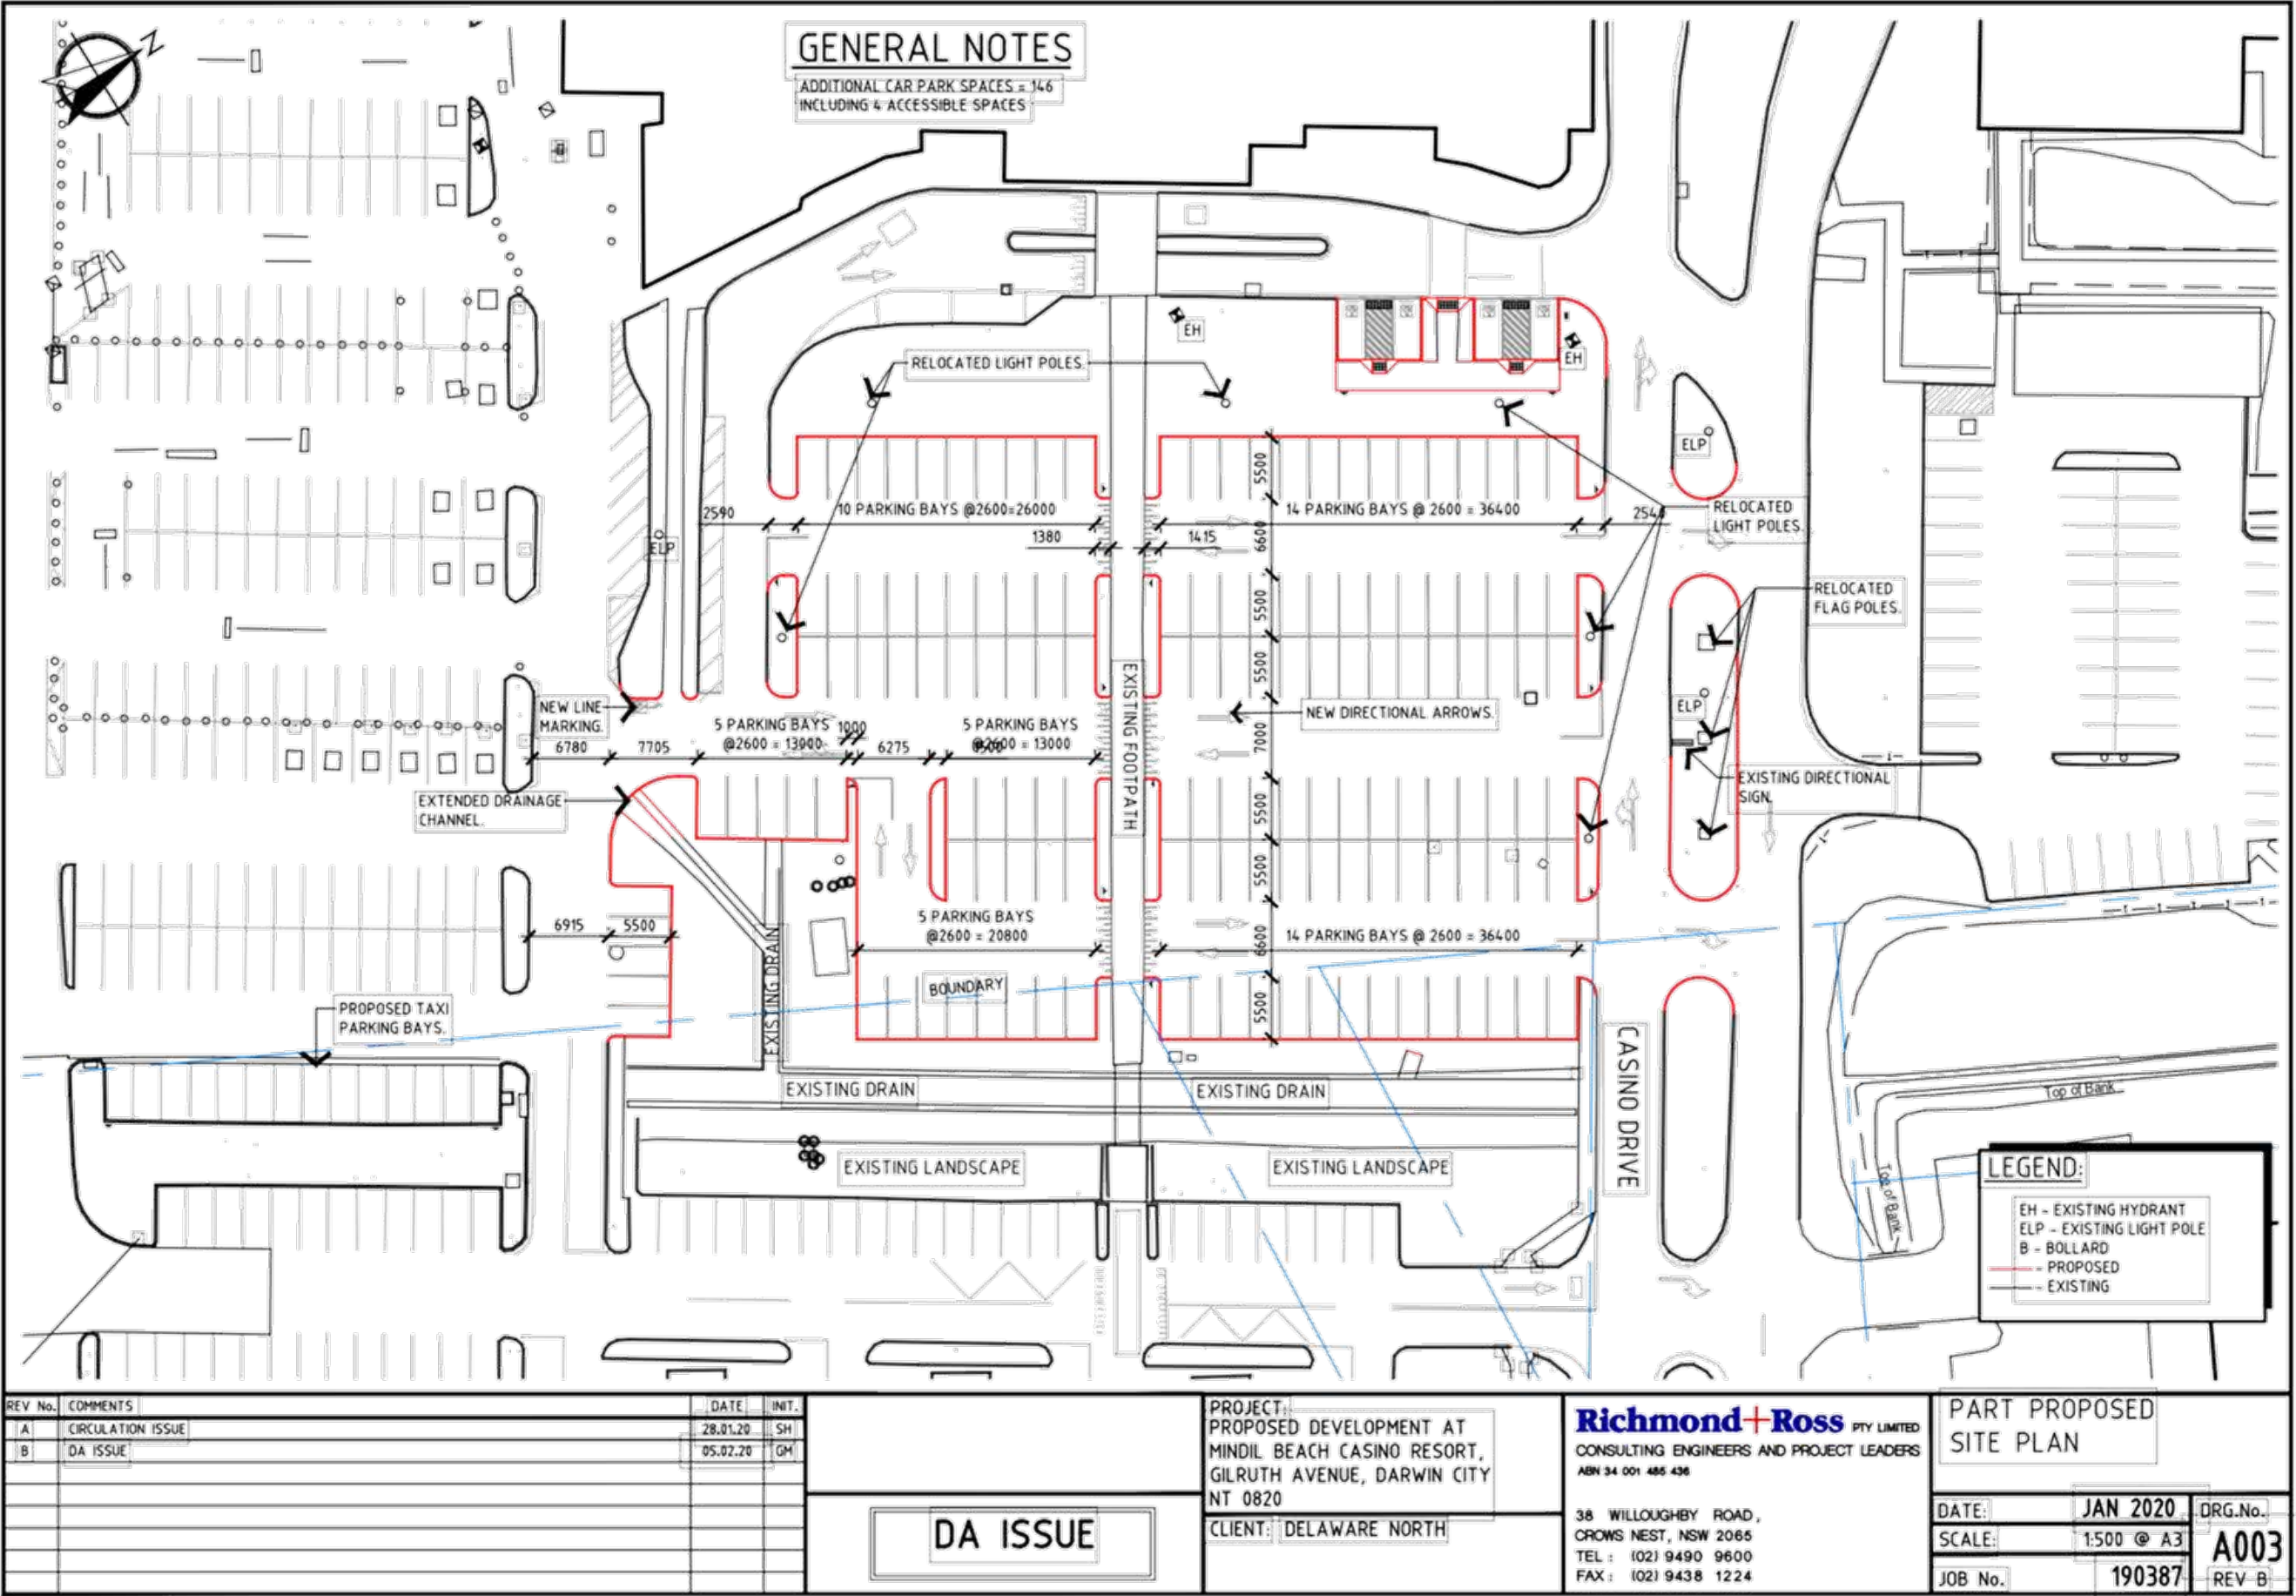 N
GENERAL NOTES
ADDITIONAL CAR PARK SPACES = 146
INCLUDING 4 ACCESSIBLE SPACES
EH
EH
RELOCATED LIGHT POLES.
ELP
5500
2590
10 PARKING BAYS @2600=26000
14 PARKING BAYS @ 2600 = 36400
2540
RELOCATED
LIGHT POLES.
1380
1415
6600
ELP
5500
RELOCATED
FLAG POLES.
5500
EXISTING FOOTPATH
NEW LINE
MARKING.
NEW DIRECTIONAL ARROWS.
ELP
5 PARKING BAYS
@2600 = 13000
1000
5 PARKING BAYS
@2600 = 13000
6780
7705
6275
7000
EXISTING DIRECTIONAL
SIGN.
EXTENDED DRAINAGE
CHANNEL.
5500
5500
6915
5500
5 PARKING BAYS
@2600 = 20800
14 PARKING BAYS @ 2600 = 36400
6600
EXISTING DRAIN
BOUNDARY
5500
PROPOSED TAXI
PARKING BAYS.
CASINO DRIVE
EXISTING DRAIN
EXISTING DRAIN
Top of Bank
Top of Bank
EXISTING LANDSCAPE
EXISTING LANDSCAPE
LEGEND:
EH - EXISTING HYDRANT
ELP - EXISTING LIGHT POLE
B - BOLLARD
- PROPOSED
- EXISTING
REV No. COMMENTS DATE INIT.
A CIRCULATION ISSUE 28.01.20 SH
B DA ISSUE 05.02.20 GM
DA ISSUE
PROJECT:
PROPOSED DEVELOPMENT AT
MINDIL BEACH CASINO RESORT,
GILRUTH AVENUE, DARWIN CITY
NT 0820
CLIENT: DELAWARE NORTH
Richmond+Ross PTY LIMITED
CONSULTING ENGINEERS AND PROJECT LEADERS
ABN 34 001 485 436
38 WILLOUGHBY ROAD,
CROWS NEST, NSW 2065
TEL : (02) 9490 9600
FAX : (02) 9438 1224
PART PROPOSED
SITE PLAN
DATE: JAN 2020
SCALE: 1:500 @ A3
JOB No. 190387
DRG.No.
A003
REV B